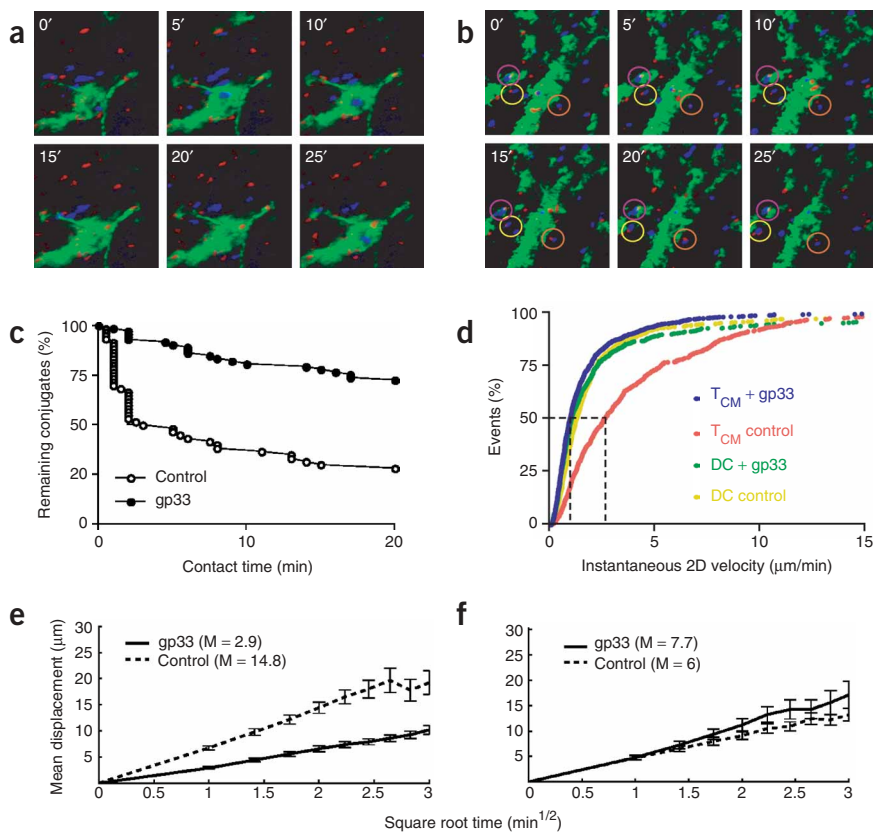 a
0′ 5′ 10′
15′ 20′ 25′
b
0′ 5′ 10′
15′ 20′ 25′
c
Remaining conjugates (%)
100
75
50
20
0
Control
gp33
0 10 20
Contact time (min)
d
Events (%)
100
75
50
25
0
T_CM + gp33
T_CM control
DC + gp33
DC control
0 5 10 15
Instantaneous 2D velocity (μm/min)
e
Mean displacement (μm)
30
25
20
15
10
5
gp33 (M = 2.9)
Control (M = 14.8)
0 0.5 1 1.5 2 2.5 3
f
30
25
20
15
10
5
gp33 (M = 7.7)
Control (M = 6)
0 0.5 1 1.5 2 2.5 3
Square root time (min^1/2)